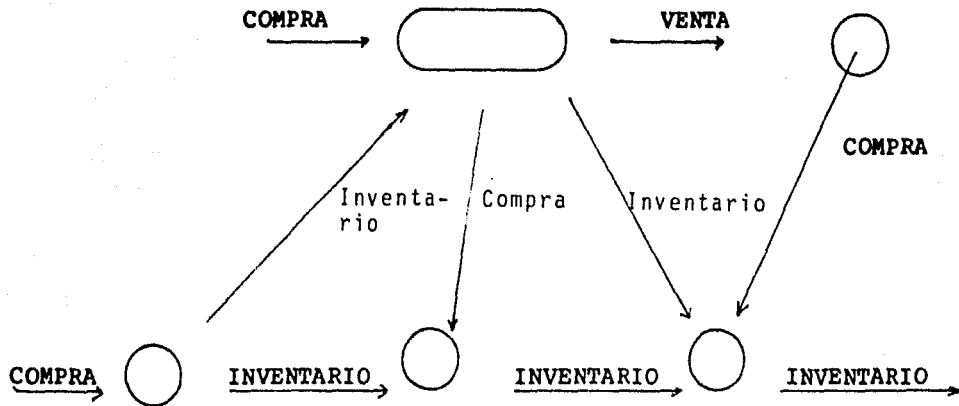 COMPRA
VENTA
COMPRA
Inventa-
rio
Compra
Inventario
COMPRA
INVENTARIO
INVENTARIO
INVENTARIO